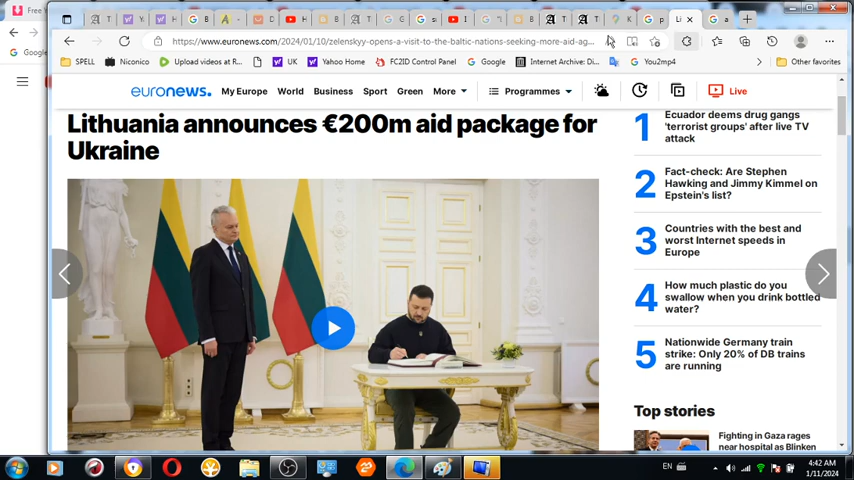 Free Y
https://www.euronews.com/2024/01/10/zelenskyy-opens-a-visit-to-the-baltic-nations-seeking-more-aid-ag...
SPELL
Niconico
Upload videos at R...
UK
Yahoo Home
FC2ID Control Panel
Google
Internet Archive: Di...
You2mp4
Other favorites
Google
euronews.
My Europe
World
Business
Sport
Green
More
Programmes
Live
Lithuania announces €200m aid package for
Ukraine
1
Ecuador deems drug gangs
'terrorist groups' after live TV
attack
2
Fact-check: Are Stephen
Hawking and Jimmy Kimmel on
Epstein's list?
3
Countries with the best and
worst Internet speeds in
Europe
4
How much plastic do you
swallow when you drink bottled
water?
5
Nationwide Germany train
strike: Only 20% of DB trains
are running
Top stories
Fighting in Gaza rages
near hospital as Blinken
EN
4:42 AM
1/11/2024